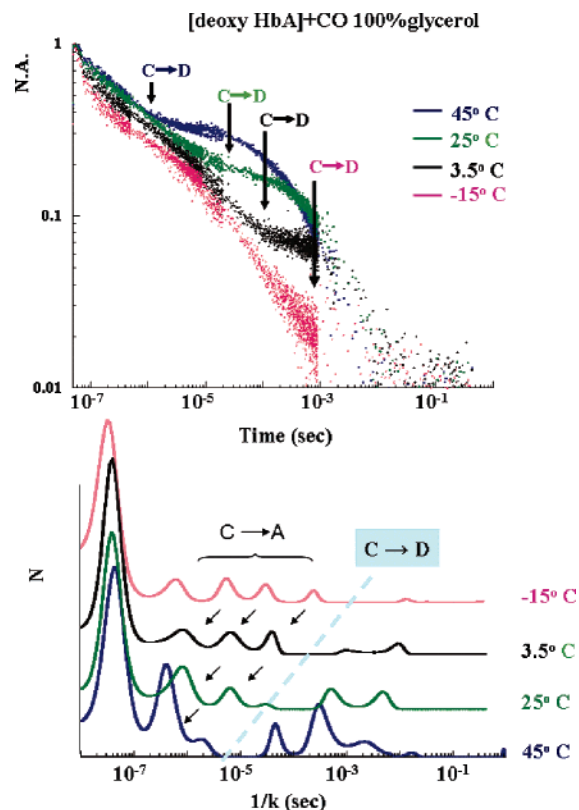 [deoxy HbA]+CO 100%glycerol
N.A.
1
0.1
0.01
C→D
C→D
C→D
C→D
45° C
25° C
3.5° C
-15° C
10⁻⁷ 10⁻⁵ 10⁻³ 10⁻¹
Time (sec)
N
C →A
C → D
-15° C
3.5° C
25° C
45° C
10⁻⁷ 10⁻⁵ 10⁻³ 10⁻¹
1/k (sec)